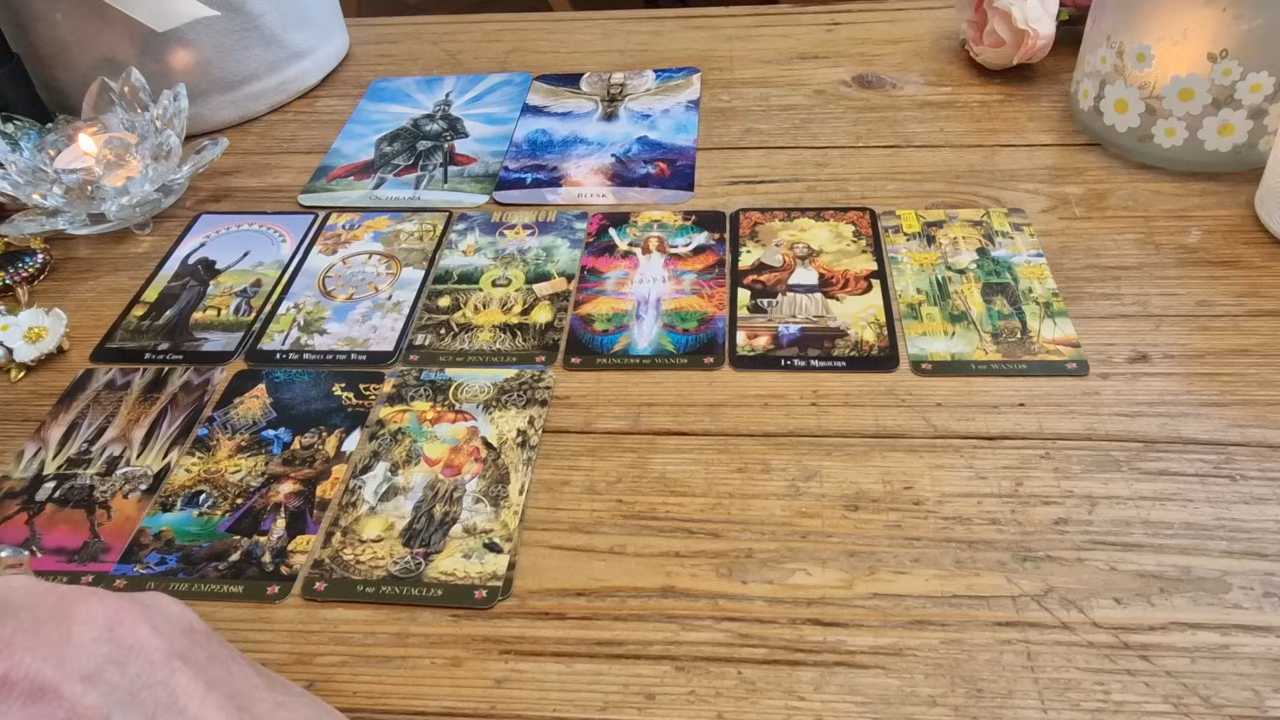 OCHRANA
BLESK
TEN OF CUPS
X • THE WHEEL OF THE YEAR
ACE OF PENTACLES
PRINCESS OF WANDS
I • THE MAGICIAN
3 OF WANDS
IV THE EMPEROR
9 OF PENTACLES